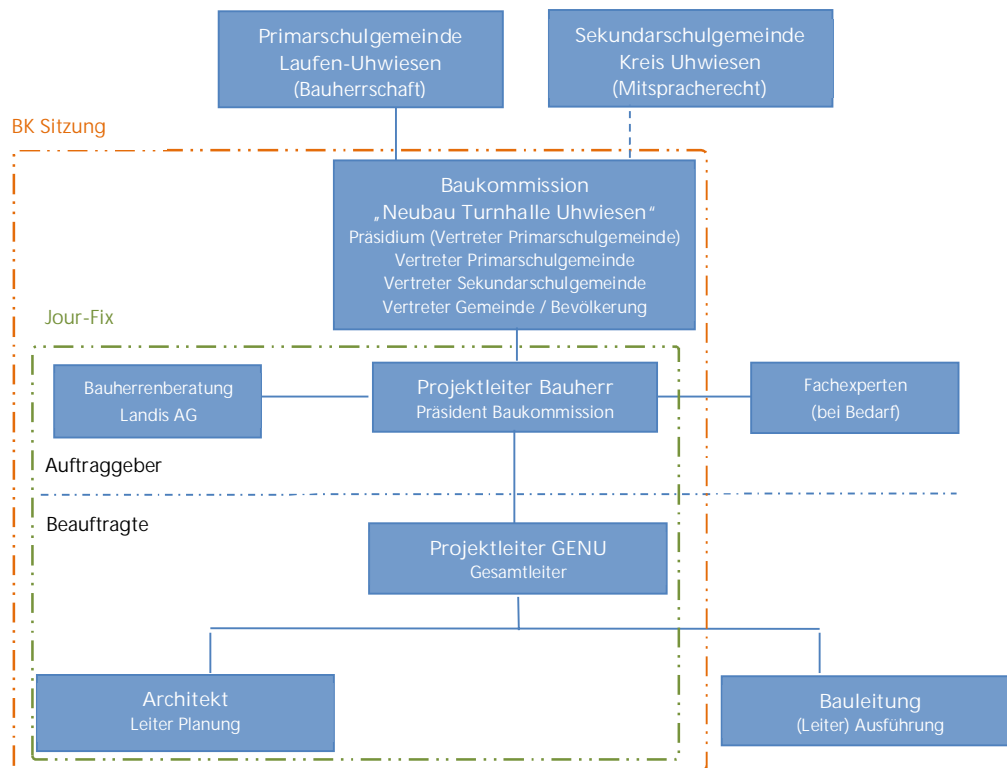 Primarschulgemeinde
Laufen-Uhwiesen
(Bauherrschaft)
Sekundarschulgemeinde
Kreis Uhwiesen
(Mitspracherecht)
BK Sitzung
Baukommission
„Neubau Turnhalle Uhwiesen“
Präsidium (Vertreter Primarschulgemeinde)
Vertreter Primarschulgemeinde
Vertreter Sekundarschulgemeinde
Vertreter Gemeinde / Bevölkerung
Jour-Fix
Bauherrenberatung
Landis AG
Projektleiter Bauherr
Präsident Baukommission
Fachexperten
(bei Bedarf)
Auftraggeber
Beauftragte
Projektleiter GENU
Gesamtleiter
Architekt
Leiter Planung
Bauleitung
(Leiter) Ausführung